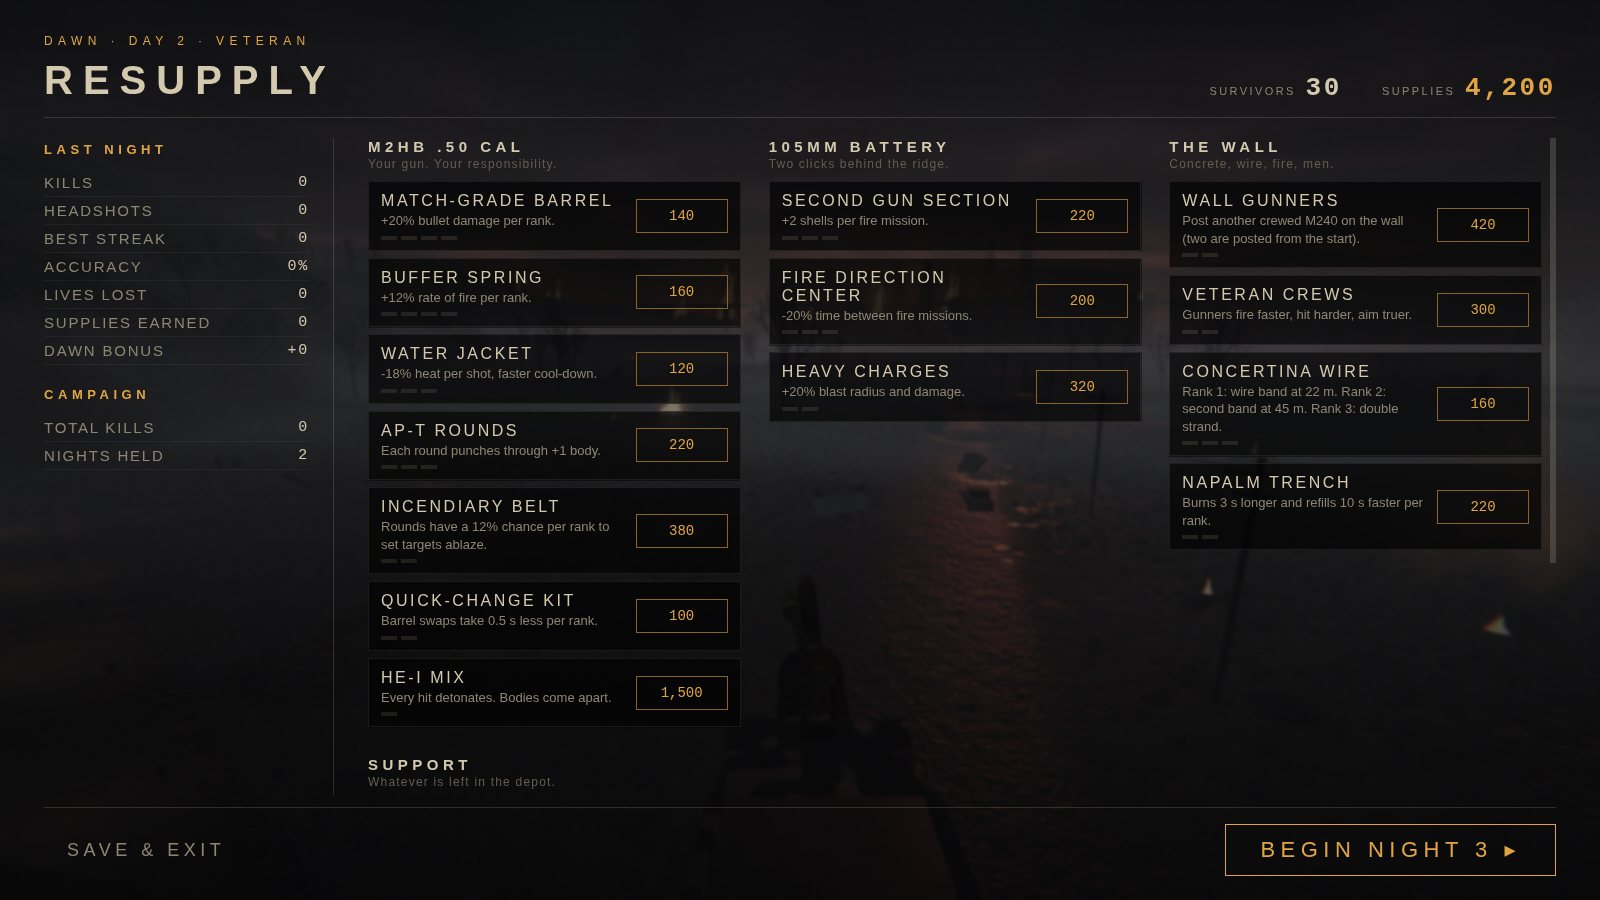 DAWN · DAY 2 · VETERAN
RESUPPLY
SURVIVORS 30
SUPPLIES 4,200
LAST NIGHT
KILLS 0
HEADSHOTS 0
BEST STREAK 0
ACCURACY 0%
LIVES LOST 0
SUPPLIES EARNED 0
DAWN BONUS +0
CAMPAIGN
TOTAL KILLS 0
NIGHTS HELD 2
M2HB .50 CAL
Your gun. Your responsibility.
MATCH-GRADE BARREL
+20% bullet damage per rank.
140
BUFFER SPRING
+12% rate of fire per rank.
160
WATER JACKET
-18% heat per shot, faster cool-down.
120
AP-T ROUNDS
Each round punches through +1 body.
220
INCENDIARY BELT
Rounds have a 12% chance per rank to
set targets ablaze.
380
QUICK-CHANGE KIT
Barrel swaps take 0.5 s less per rank.
100
HE-I MIX
Every hit detonates. Bodies come apart.
1,500
SUPPORT
Whatever is left in the depot.
105MM BATTERY
Two clicks behind the ridge.
SECOND GUN SECTION
+2 shells per fire mission.
220
FIRE DIRECTION
CENTER
-20% time between fire missions.
200
HEAVY CHARGES
+20% blast radius and damage.
320
THE WALL
Concrete, wire, fire, men.
WALL GUNNERS
Post another crewed M240 on the wall
(two are posted from the start).
420
VETERAN CREWS
Gunners fire faster, hit harder, aim truer.
300
CONCERTINA WIRE
Rank 1: wire band at 22 m. Rank 2:
second band at 45 m. Rank 3: double
strand.
160
NAPALM TRENCH
Burns 3 s longer and refills 10 s faster per
rank.
220
SAVE & EXIT
BEGIN NIGHT 3 ▸